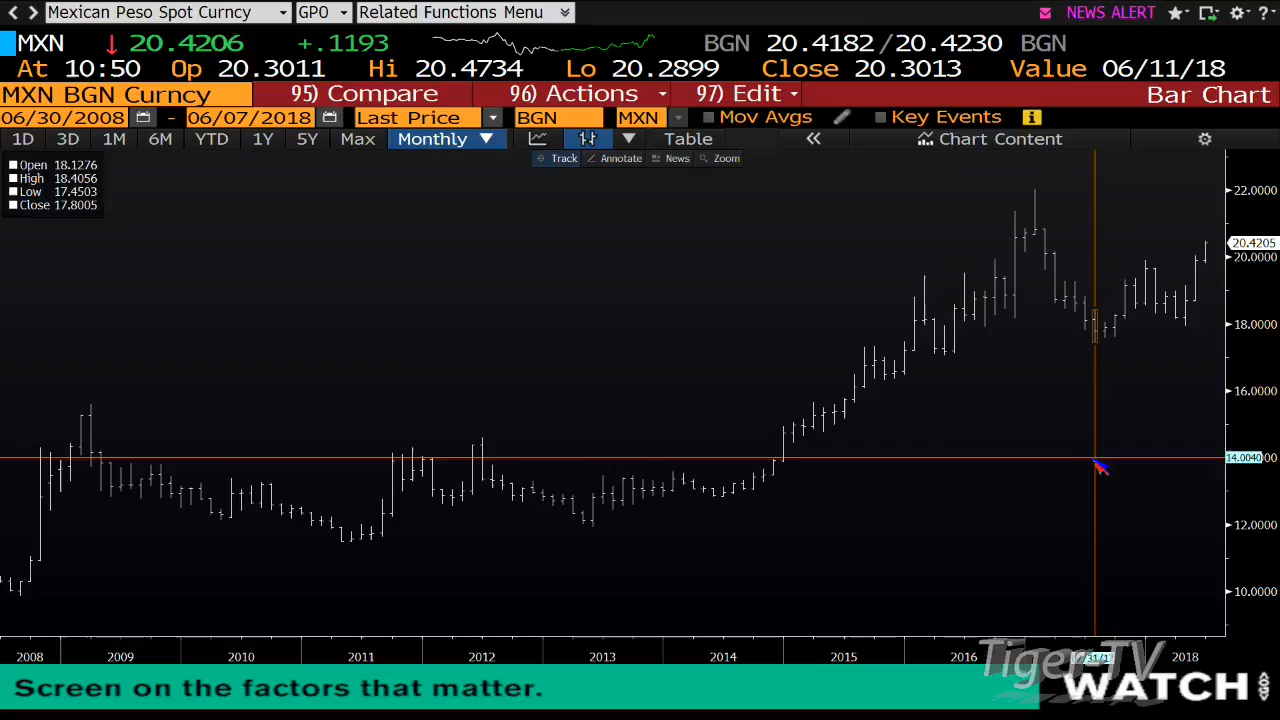 Mexican Peso Spot Curncy GPO Related Functions Menu NEWS ALERT ?
MXN ↓ 20.4206 +.1193 BGN 20.4182/20.4230 BGN
At 10:50 Op 20.3011 Hi 20.4734 Lo 20.2899 Close 20.3013 Value 06/11/18
MXN BGN Curncy 95) Compare 96) Actions 97) Edit Bar Chart
06/30/2008 - 06/07/2018 Last Price BGN MXN Mov Avgs Key Events i
1D 3D 1M 6M YTD 1Y 5Y Max Monthly ▼ Table « Chart Content
Track Annotate News Zoom
Open 18.1276
High 18.4056
Low 17.4503
Close 17.8005
22.0000
20.4205
20.0000
18.0000
16.0000
14.0040
12.0000
10.0000
2008 2009 2010 2011 2012 2013 2014 2015 2016 2018
Tiger-TV
Screen on the factors that matter.
WATCH